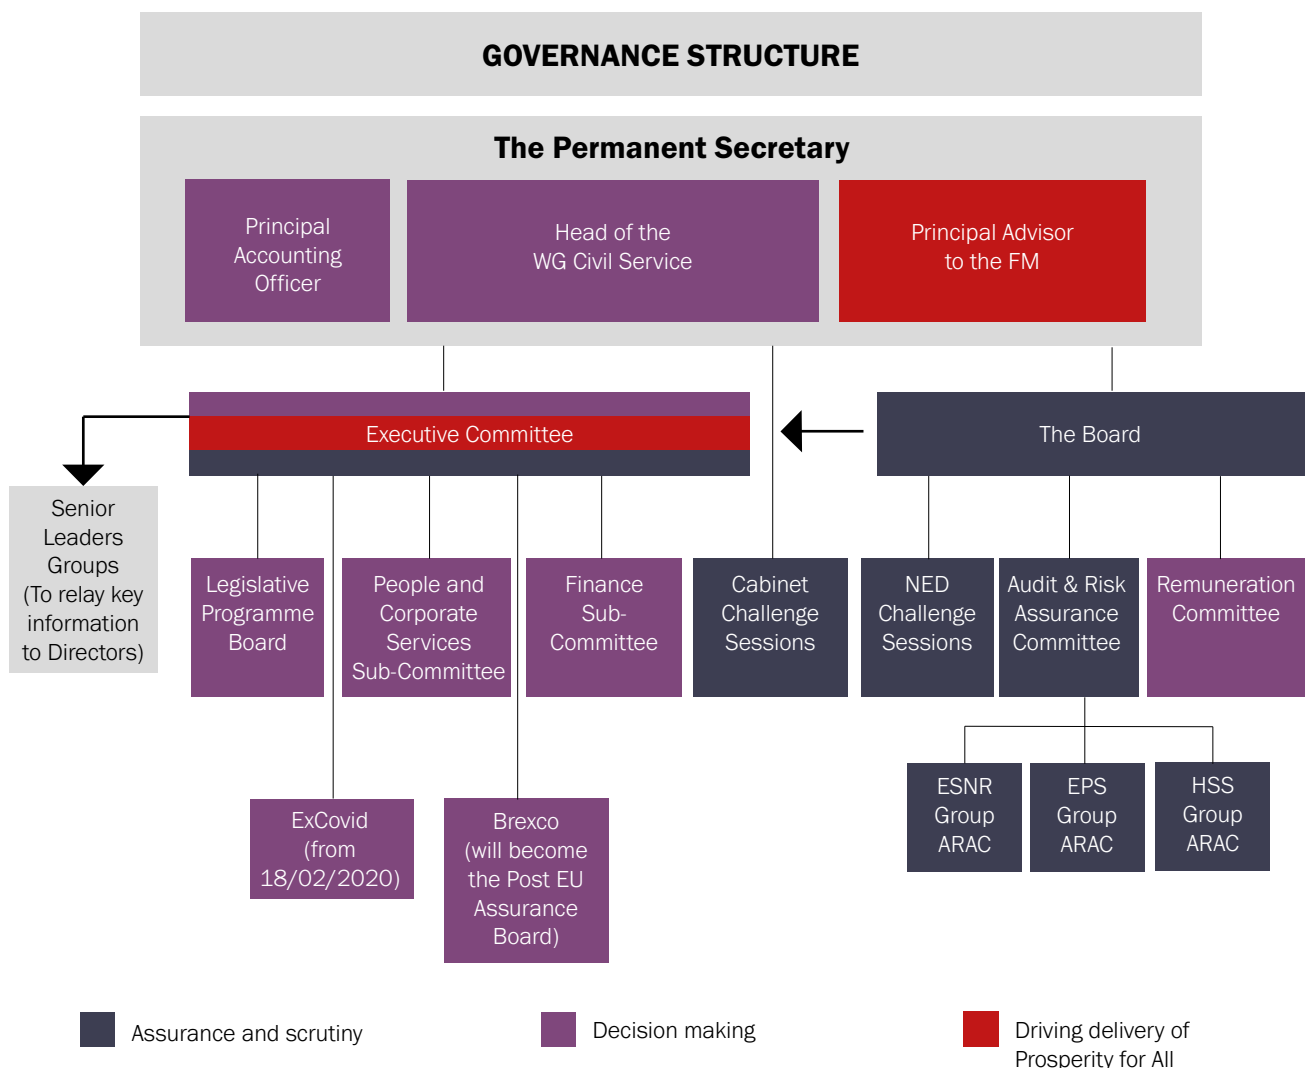 GOVERNANCE STRUCTURE
The Permanent Secretary
Principal
Accounting
Officer
Head of the
WG Civil Service
Principal Advisor
to the FM
Executive Committee
The Board
Senior
Leaders
Groups
(To relay key
information
to Directors)
Legislative
Programme
Board
People and
Corporate
Services
Sub-Committee
Finance
Sub-
Committee
Cabinet
Challenge
Sessions
NED
Challenge
Sessions
Audit & Risk
Assurance
Committee
Remuneration
Committee
ExCovid
(from
18/02/2020)
Brexco
(will become
the Post EU
Assurance
Board)
ESNR
Group
ARAC
EPS
Group
ARAC
HSS
Group
ARAC
Assurance and scrutiny
Decision making
Driving delivery of
Prosperity for All